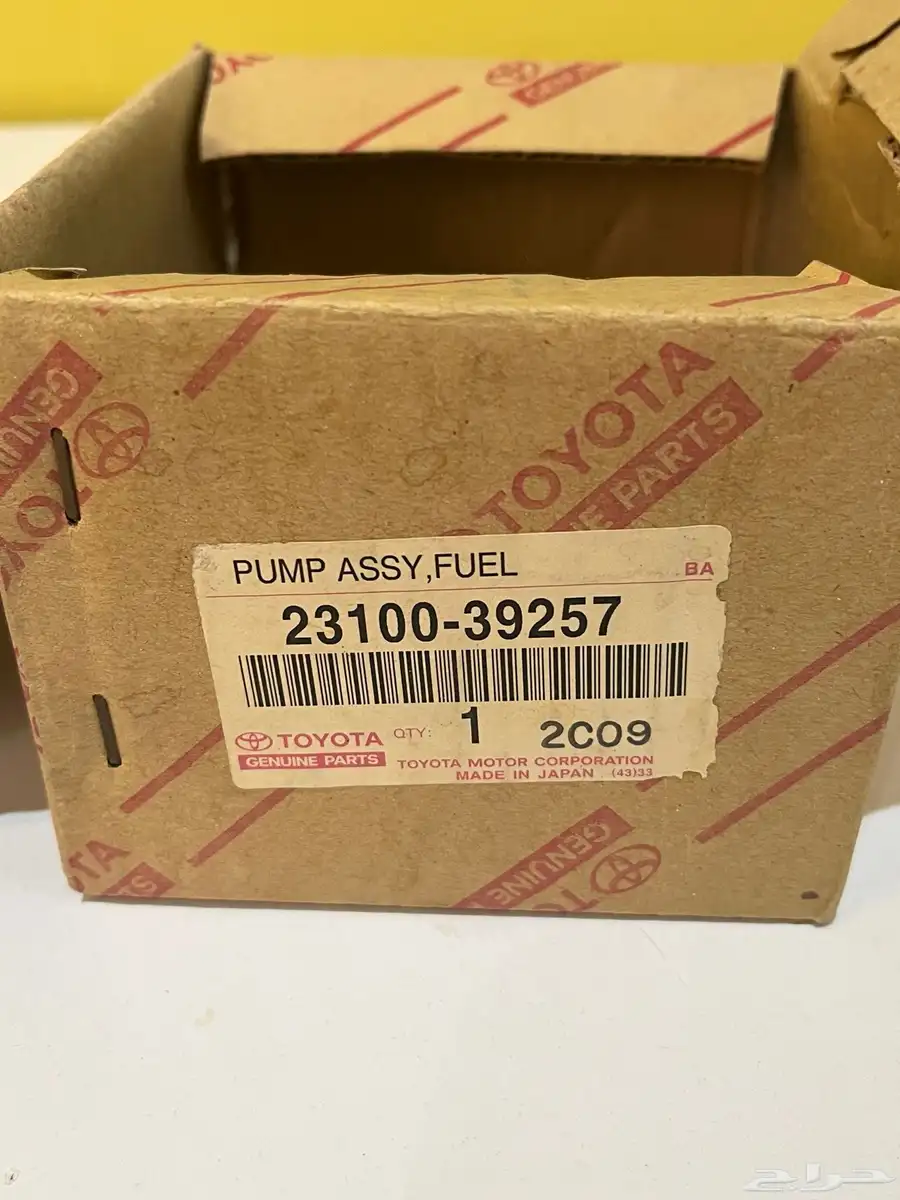 TOYOTA
GENUINE PARTS
PUMP ASSY,FUEL
BA
23100-39257
TOYOTA
GENUINE PARTS
QTY: 1 2C09
TOYOTA MOTOR CORPORATION
MADE IN JAPAN (43)33
GENUINE
حراج